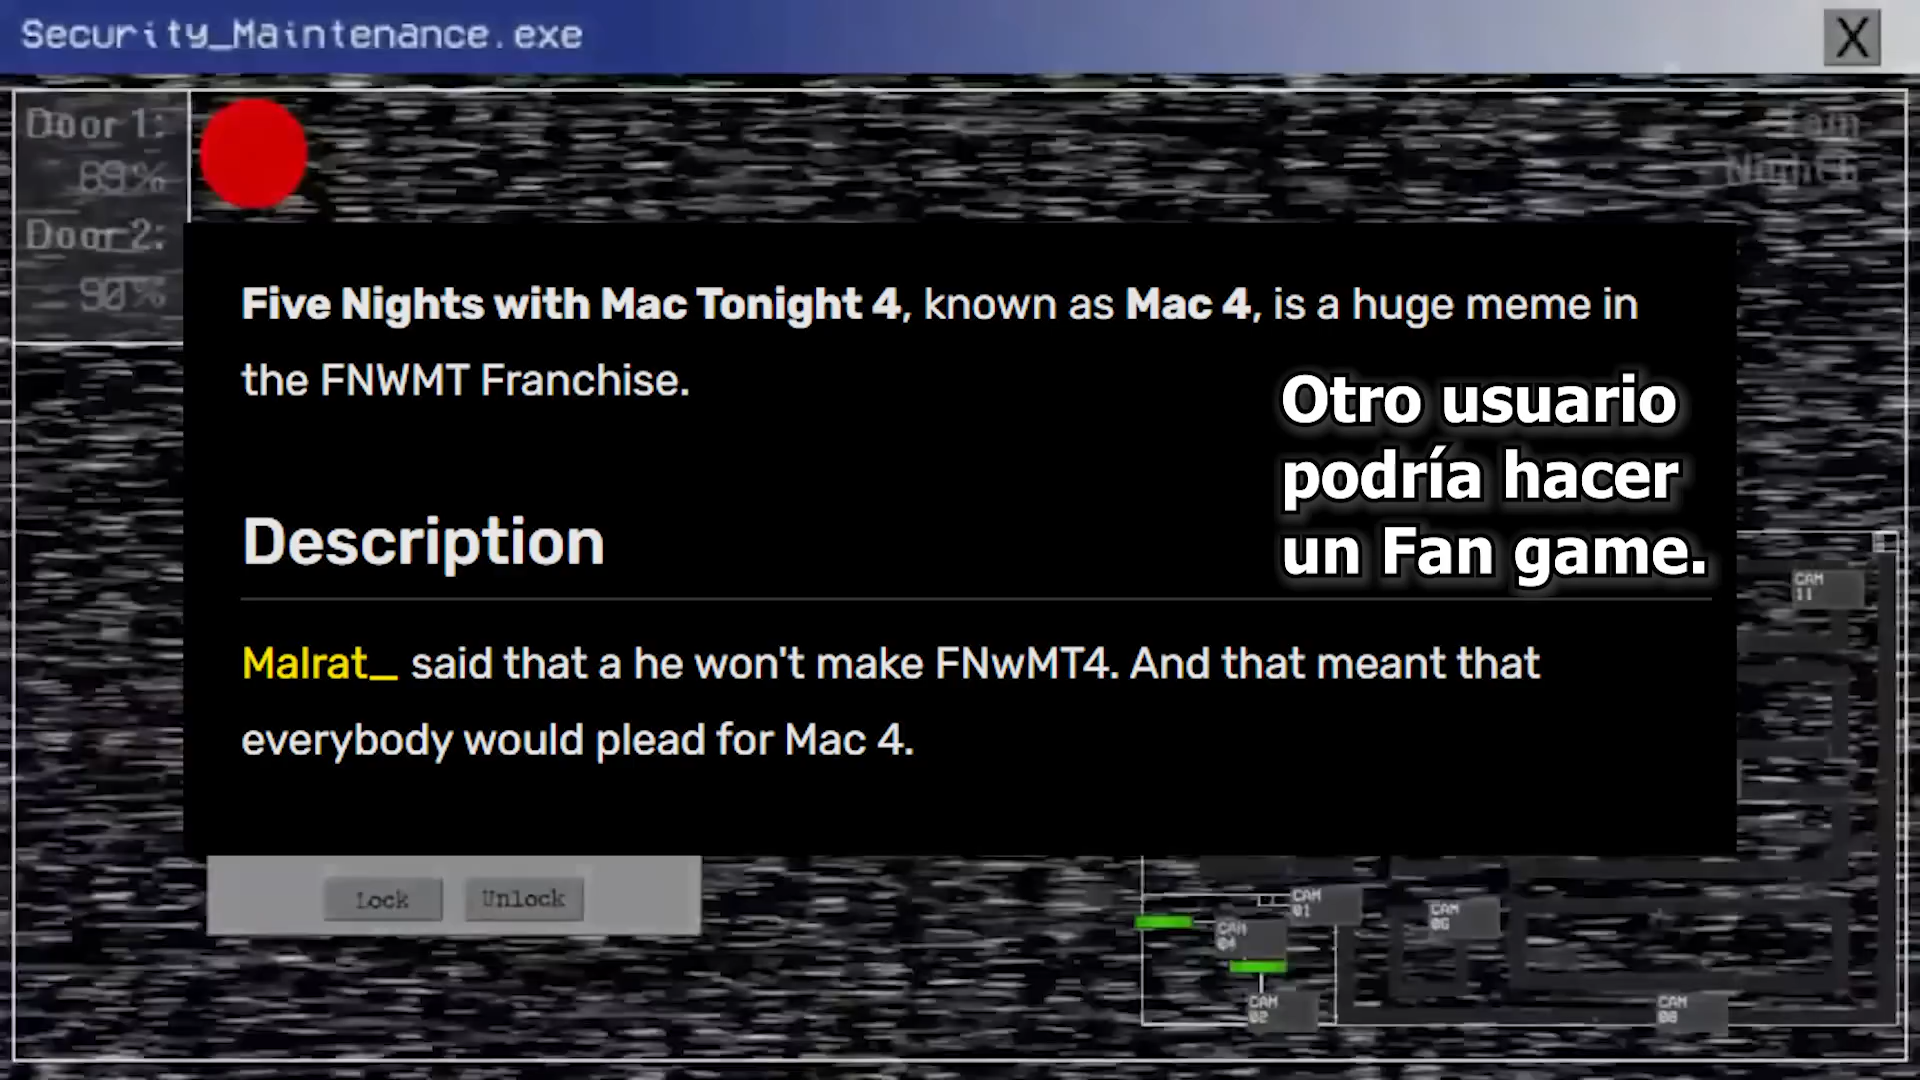 Security_Maintenance.exe
X
Door 1:
89%
Door 2:
90%
Five Nights with Mac Tonight 4, known as Mac 4, is a huge meme in
the FNWMT Franchise.
Otro usuario
podría hacer
un Fan game.
Description
Malrat_ said that a he won't make FNwMT4. And that meant that
everybody would plead for Mac 4.
Lock
Unlock
CAM
11
CAM
01
CAM
04
CAM
06
CAM
02
CAM
08